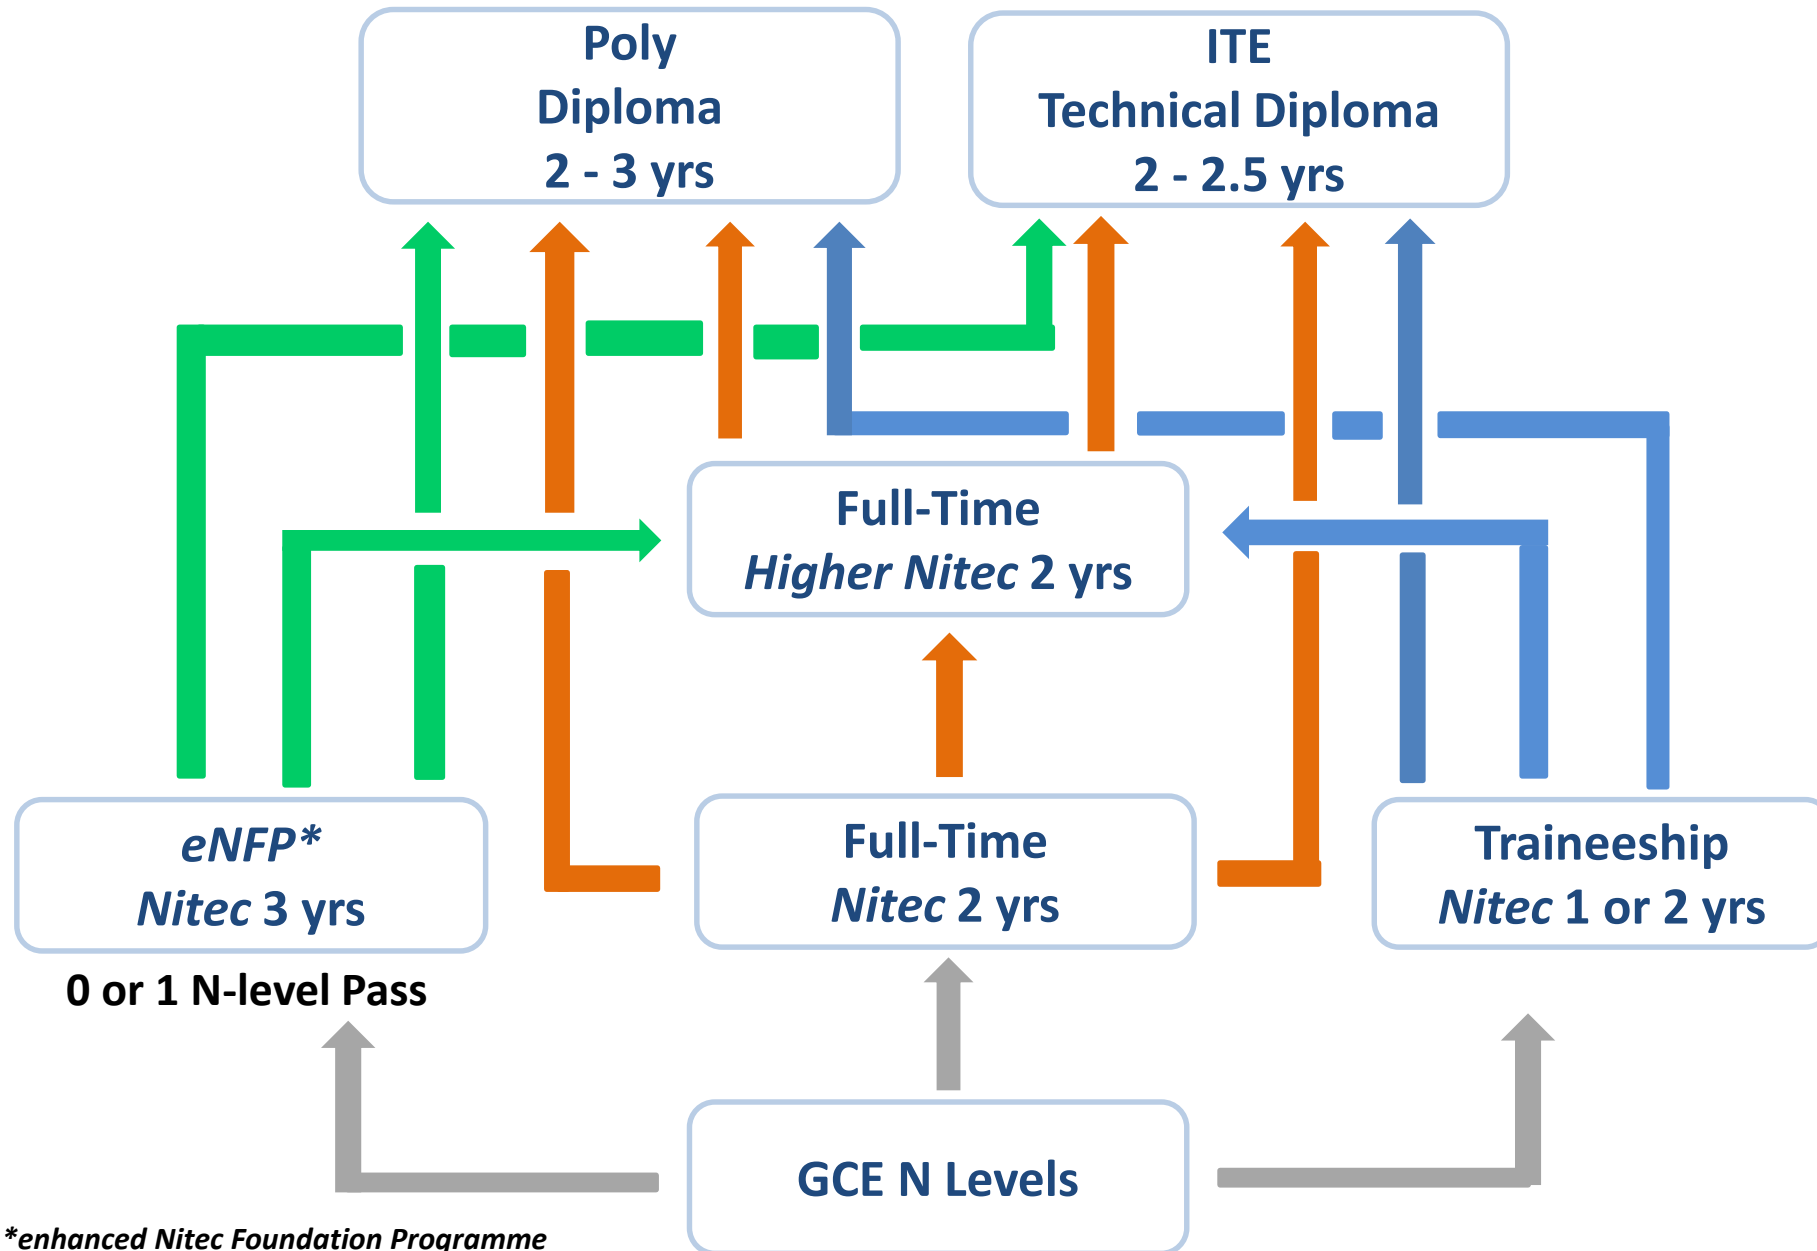 Poly
Diploma
2 - 3 yrs
ITE
Technical Diploma
2 - 2.5 yrs
Full-Time
Higher Nitec 2 yrs
eNFP*
Nitec 3 yrs
0 or 1 N-level Pass
Full-Time
Nitec 2 yrs
Traineeship
Nitec 1 or 2 yrs
GCE N Levels
*enhanced Nitec Foundation Programme